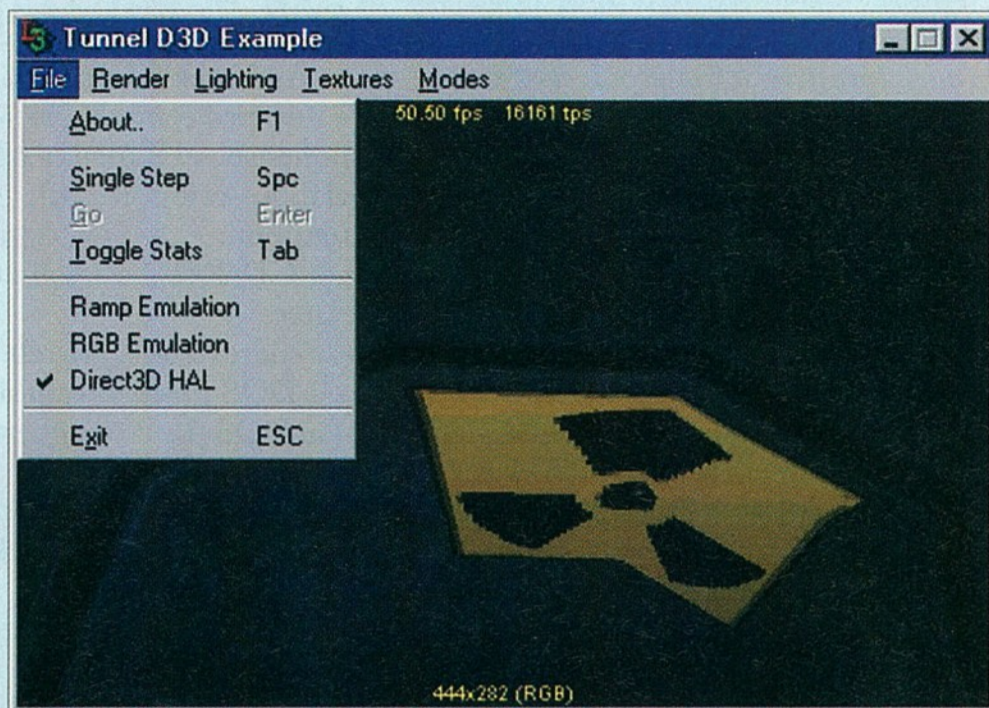 Tunnel D3D Example
File Render Lighting Textures Modes
50.50 fps 16161 tps
About.. F1
Single Step Spc
Go Enter
Toggle Stats Tab
Ramp Emulation
RGB Emulation
Direct3D HAL
Exit ESC
444x282 (RGB)